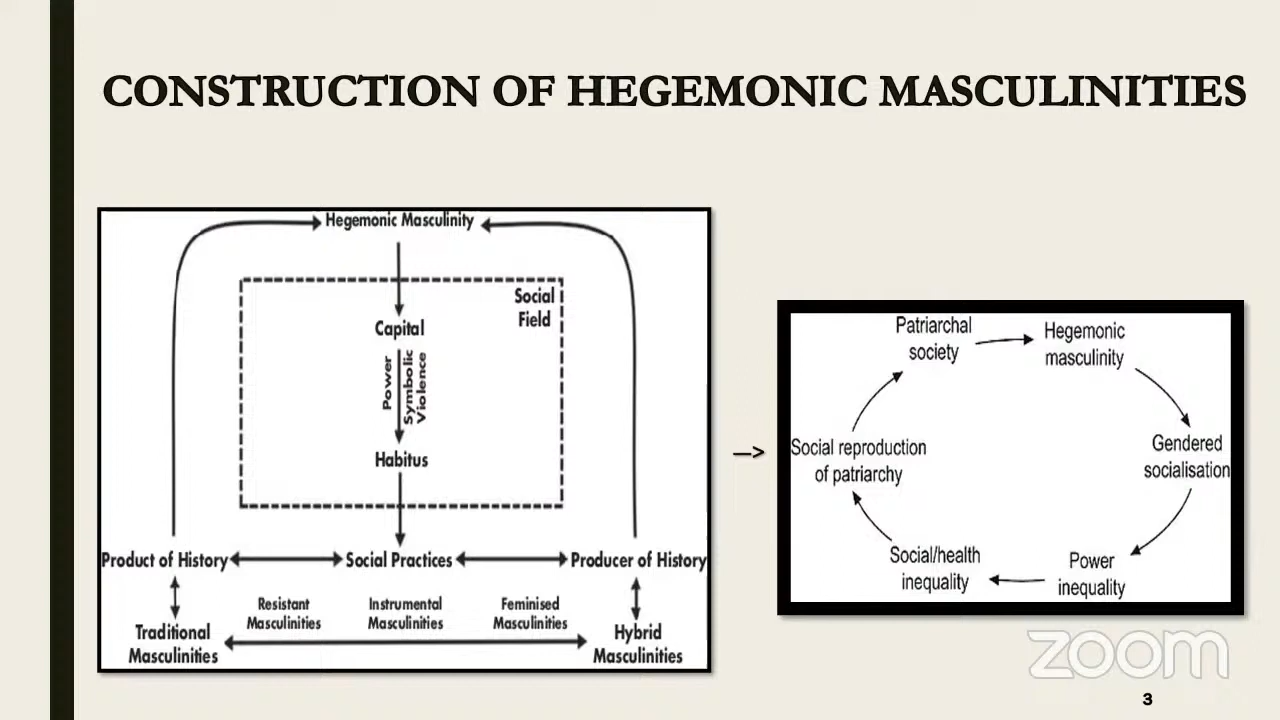 CONSTRUCTION OF HEGEMONIC MASCULINITIES
Hegemonic Masculinity
Social
Field
Capital
Power
Symbolic
Violence
Habitus
Product of History
Social Practices
Producer of History
Resistant
Masculinities
Instrumental
Masculinities
Feminised
Masculinities
Traditional
Masculinities
Hybrid
Masculinities
—>
Patriarchal
society
Hegemonic
masculinity
Gendered
socialisation
Power
inequality
Social/health
inequality
Social reproduction
of patriarchy
zoom
3